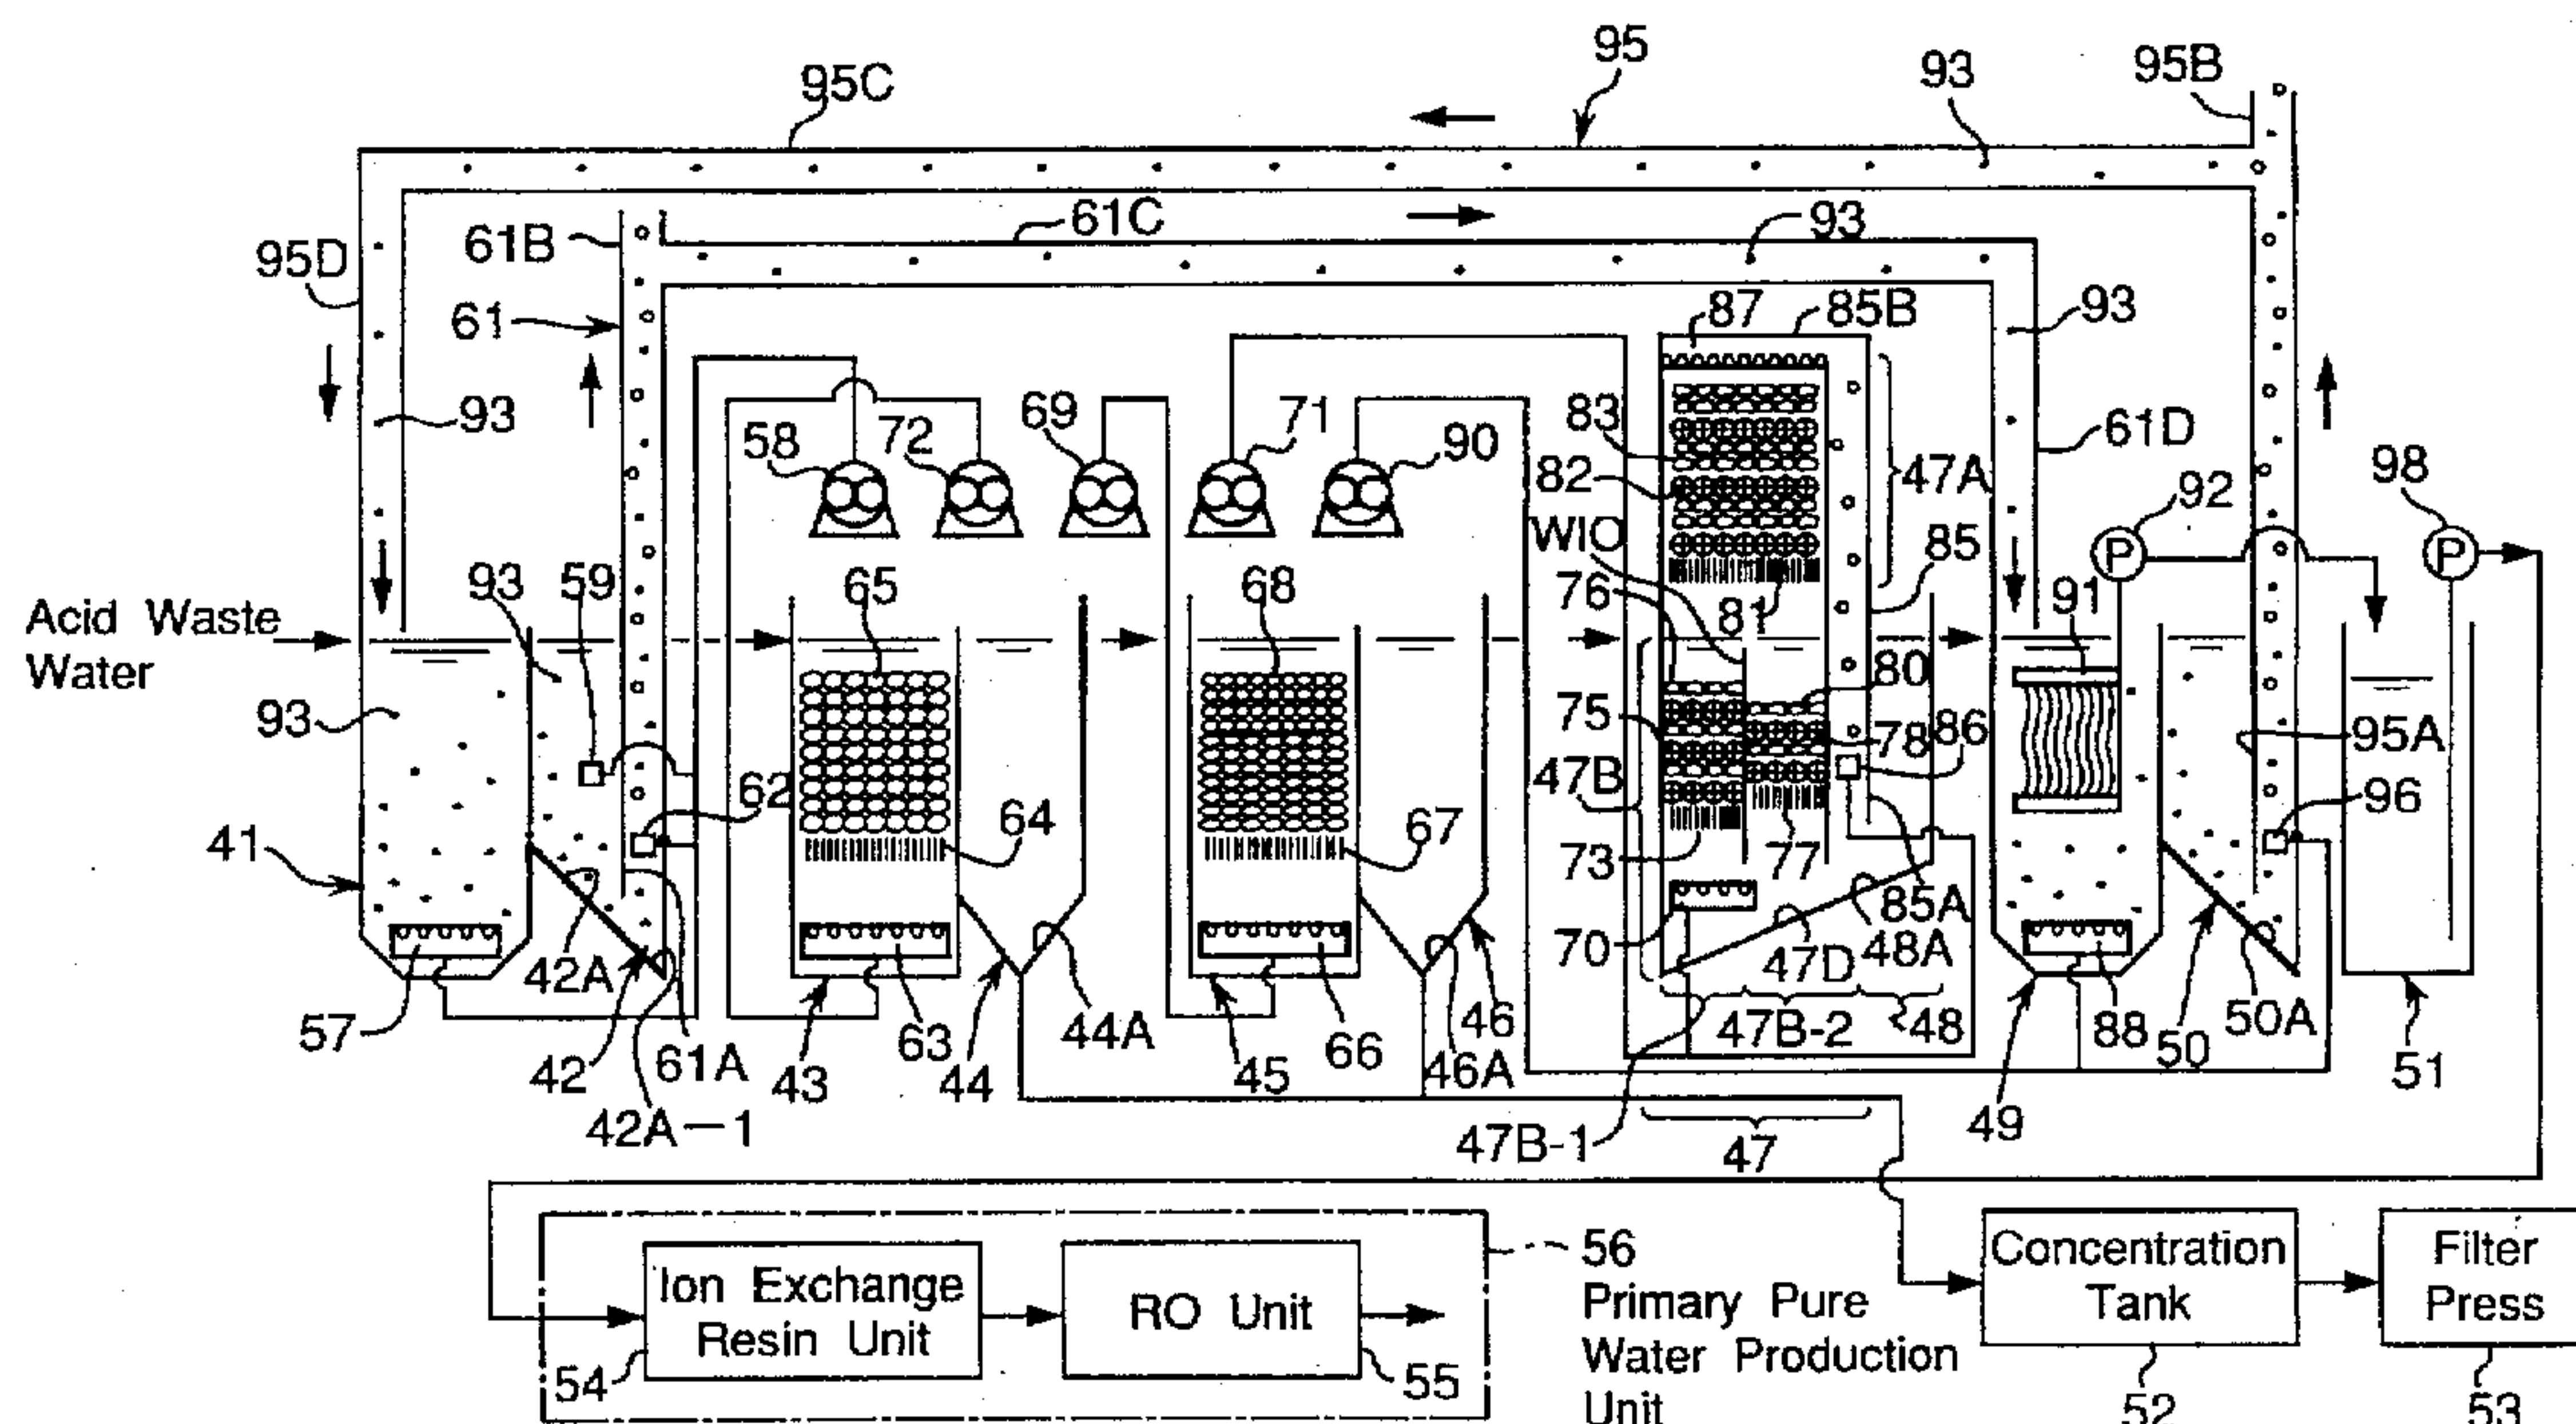 95
95C
93
95B
61C
93
61B
95D
61
87
85B
93
93
69
71
83
61D
58
72
90
47A
98
82
92
WIO
85
93
59
65
68
76
81
91
Acid Waste
Water
80
93
75
78
86
95A
62
47B
96
64
67
41
73
77
85A
42A
70
47D
48A
57
63
44A
66
46
47B-2
48
88
50
50A
42
61A
43
44
45
46A
51
42A-1
47B-1
47
49
56
Primary Pure
Water Production
Unit
Ion Exchange
Resin Unit
RO Unit
Concentration
Tank
Filter
Press
54
55
52
53